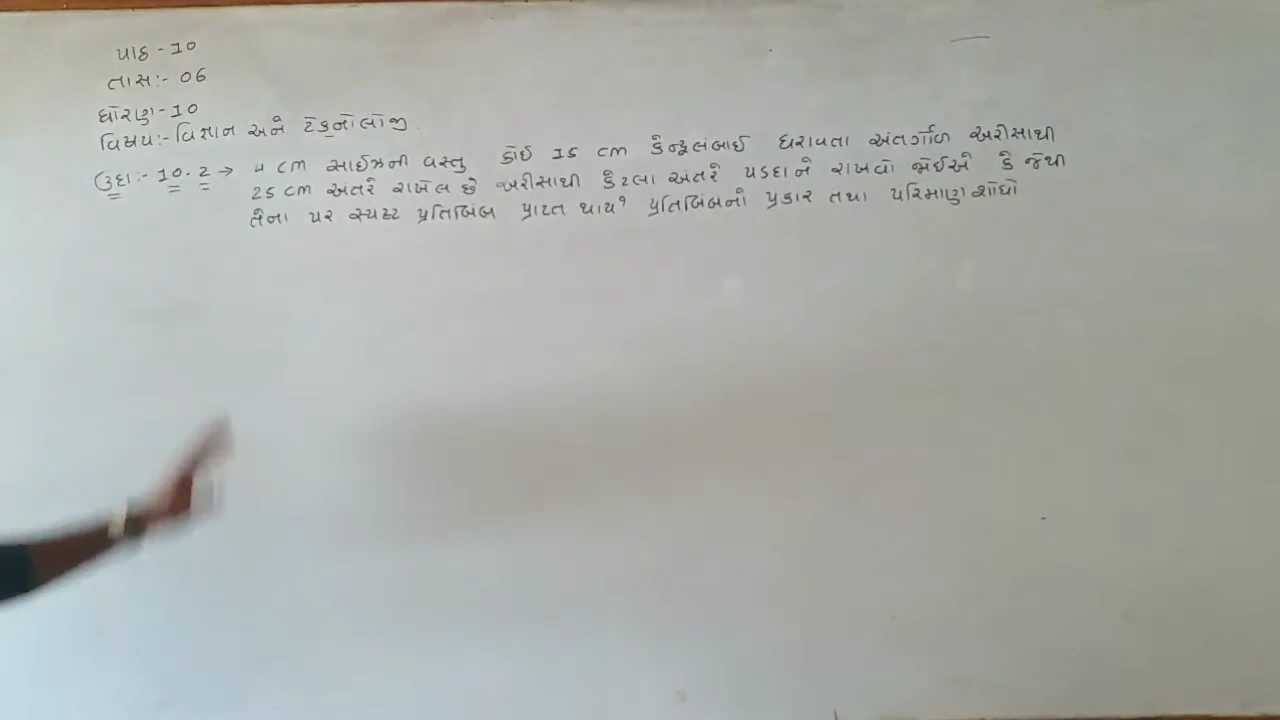 પાઠ - 10
તાસ:- 06
ધોરણ - 10
વિષય:- વિજ્ઞાન અને ટેક્નોલોજી
ઉદા:- 10.2 → 4 cm સાઈઝની વસ્તુ કોઈ 15 cm કેન્દ્રલંબાઈ ધરાવતા અંતર્ગોળ અરીસાથી
25 cm અંતરે રાખેલ છે અરીસાથી કેટલા અંતરે પડદાને રાખવો જોઈએ કે જેથી
તેના પર સ્પષ્ટ પ્રતિબિંબ પ્રાપ્ત થાય? પ્રતિબિંબનો પ્રકાર તથા પરિમાણ શોધો